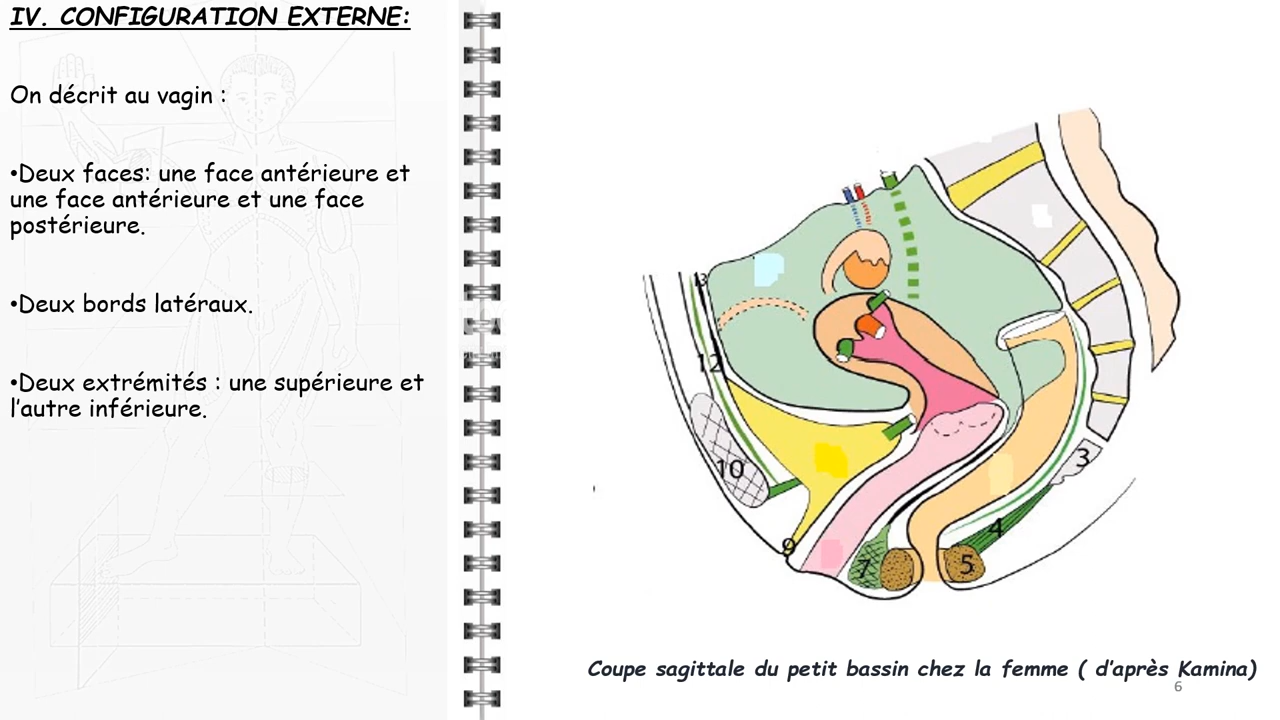 IV. CONFIGURATION EXTERNE:
On décrit au vagin :
•Deux faces: une face antérieure et
une face antérieure et une face
postérieure.
•Deux bords latéraux.
•Deux extrémités : une supérieure et
l’autre inférieure.
13
12
10
3
9
4
7
5
Coupe sagittale du petit bassin chez la femme ( d’après Kamina)
6